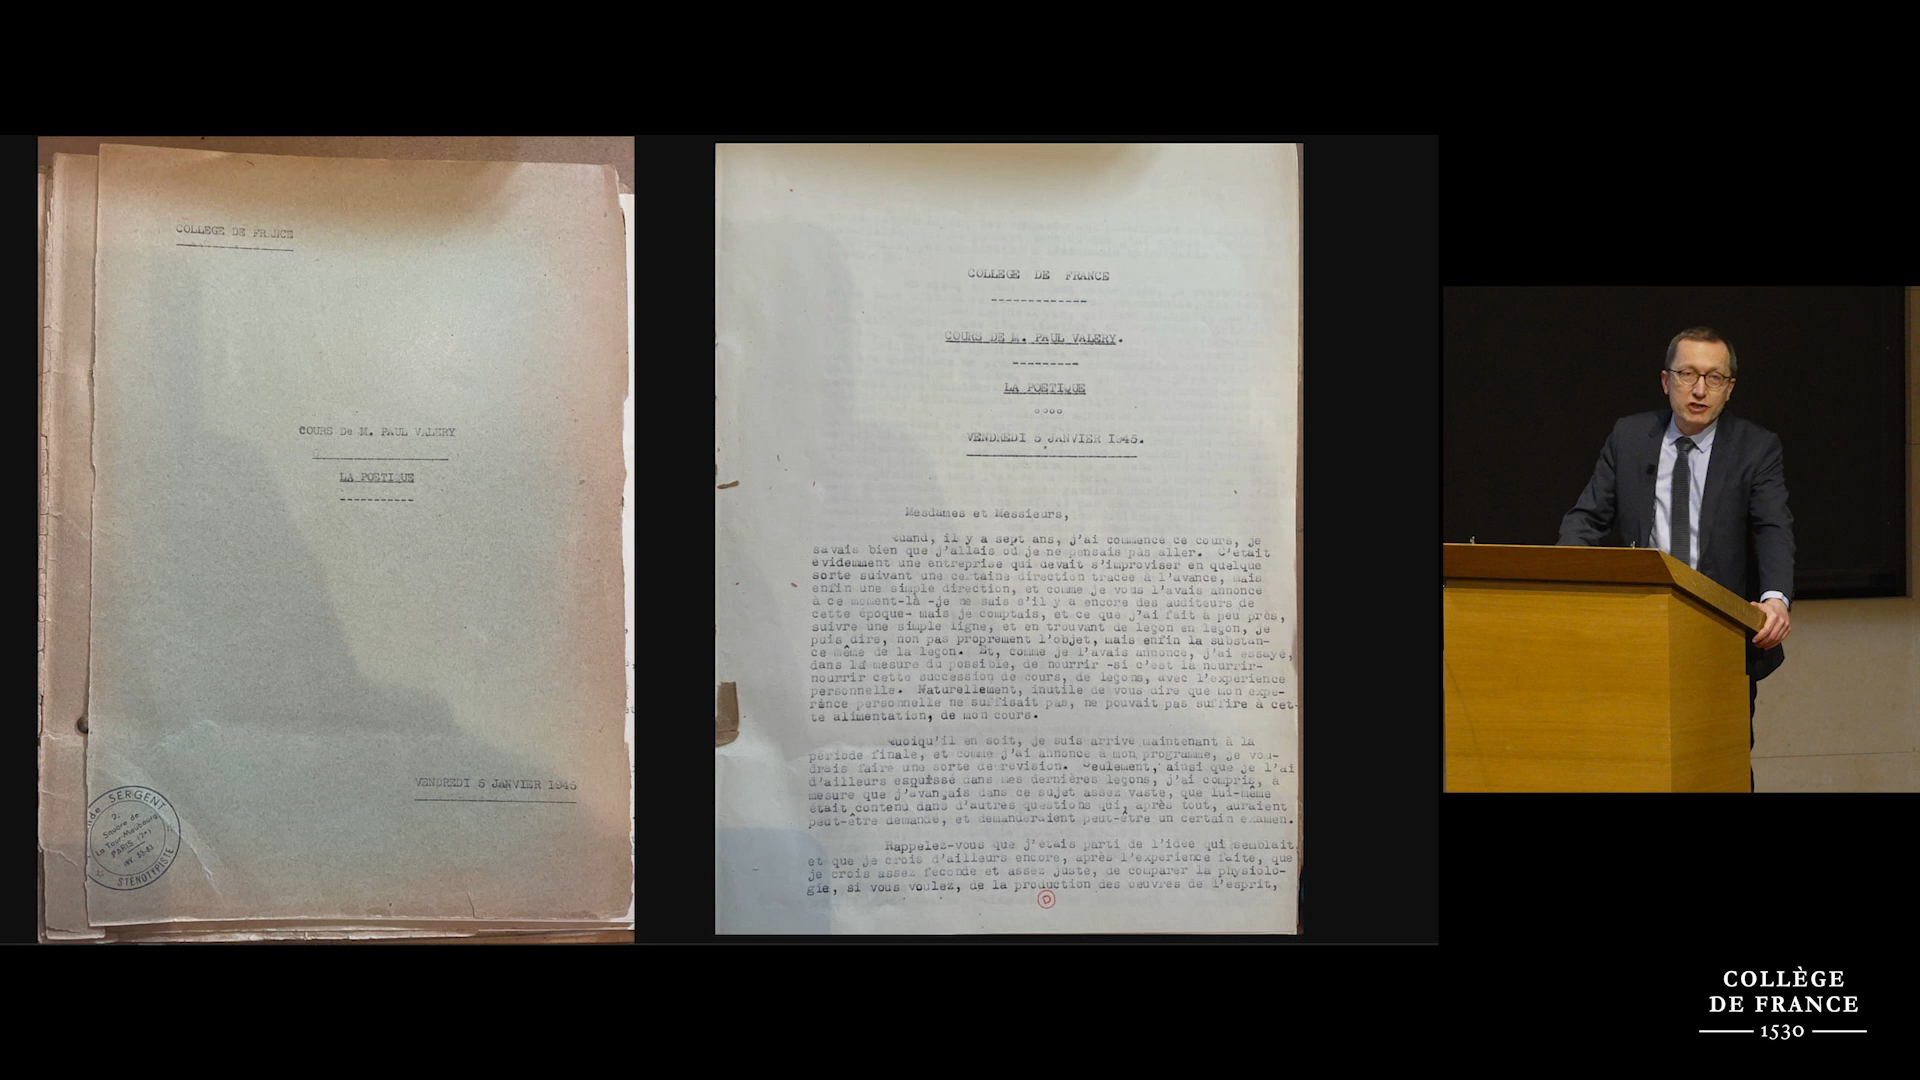 COLLEGE DE FRANCE
COURS De M. PAUL VALERY
LA POETIQUE
VENDREDI 5 JANVIER 1945
SERGENT
2,
Square de
La Tour-Maubourg
PARIS (7e)
INV. 55-83
STÉNOTYPISTE
COLLEGE DE FRANCE
COURS DE M. PAUL VALERY.
LA POETIQUE
VENDREDI 5 JANVIER 1945.
Mesdames et Messieurs,
Quand, il y a sept ans, j'ai commencé ce cours, je
savais bien que j'allais où je ne pensais pas aller. C'était
évidemment une entreprise qui devait s'improviser en quelque
sorte suivant une certaine direction tracée à l'avance, mais
enfin une simple direction, et comme je vous l'avais annoncé
à ce moment-là -je ne sais s'il y a encore des auditeurs de
cette époque- mais je comptais, et ce que j'ai fait à peu près,
suivre une simple ligne, et en trouvant de leçon en leçon, je
puis dire, non pas proprement l'objet, mais enfin la substan-
ce même de la leçon. Et, comme je l'avais annoncé, j'ai essayé,
dans la mesure du possible, de nourrir -si c'est là nourrir-
nourrir cette succession de cours, de leçons, avec l'expérience
personnelle. Naturellement, inutile de vous dire que mon expé-
rience personnelle ne suffisait pas, ne pouvait pas suffire à cet-
te alimentation, de mon cours.
Quoiqu'il en soit, je suis arrivé maintenant à la
période finale, et comme j'ai annoncé à mon programme, je vou-
drais faire une sorte de révision. Seulement, ainsi que je l'ai
d'ailleurs esquissé dans mes dernières leçons, j'ai compris, à
mesure que j'avançais dans ce sujet assez vaste, que lui-même
était contenu dans d'autres questions qui, après tout, auraient
peut-être demandé, et demanderaient peut-être un certain examen.
Rappelez-vous que j'étais parti de l'idée qui semblait,
et que je crois d'ailleurs encore, après l'expérience faite, que
je crois assez féconde et assez juste, de comparer la physiolo-
gie, si vous voulez, de la production des oeuvres de l'esprit,
D
COLLÈGE
DE FRANCE
1530